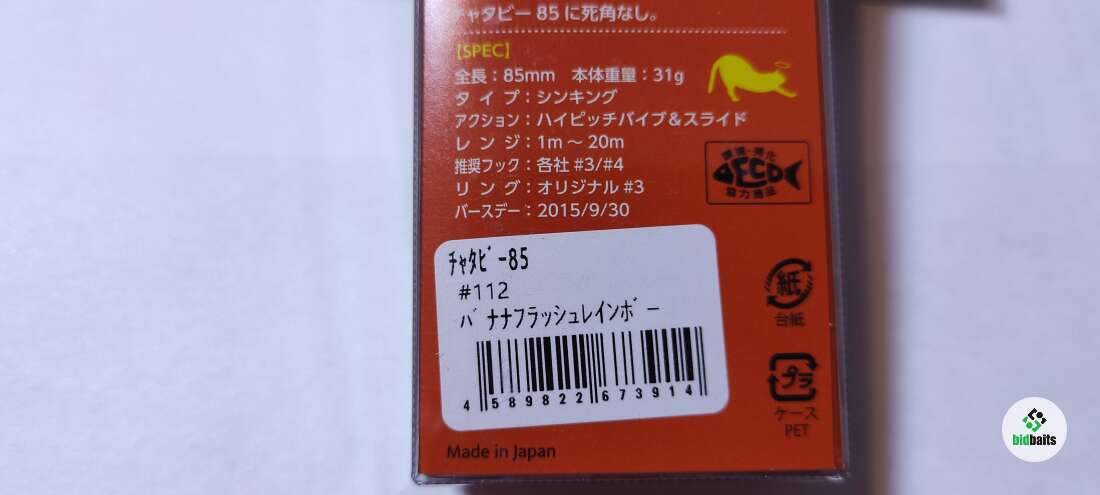 チャタビー 85 に死角なし。
【SPEC】
全長：85mm 本体重量：31g
タイプ：シンキング
アクション：ハイピッチバイブ＆スライド
レンジ：1m～20m
推奨フック：各社 #3/#4
リング：オリジナル #3
バースデー：2015/9/30
ECO
ﾁｬﾀﾋﾞｰ85
#112
ﾊﾞﾅﾅﾌﾗｯｼｭﾚｲﾝﾎﾞｰ
4 589822 673914
紙
台紙
プラ
ケース
PET
Made in Japan
bidbaits